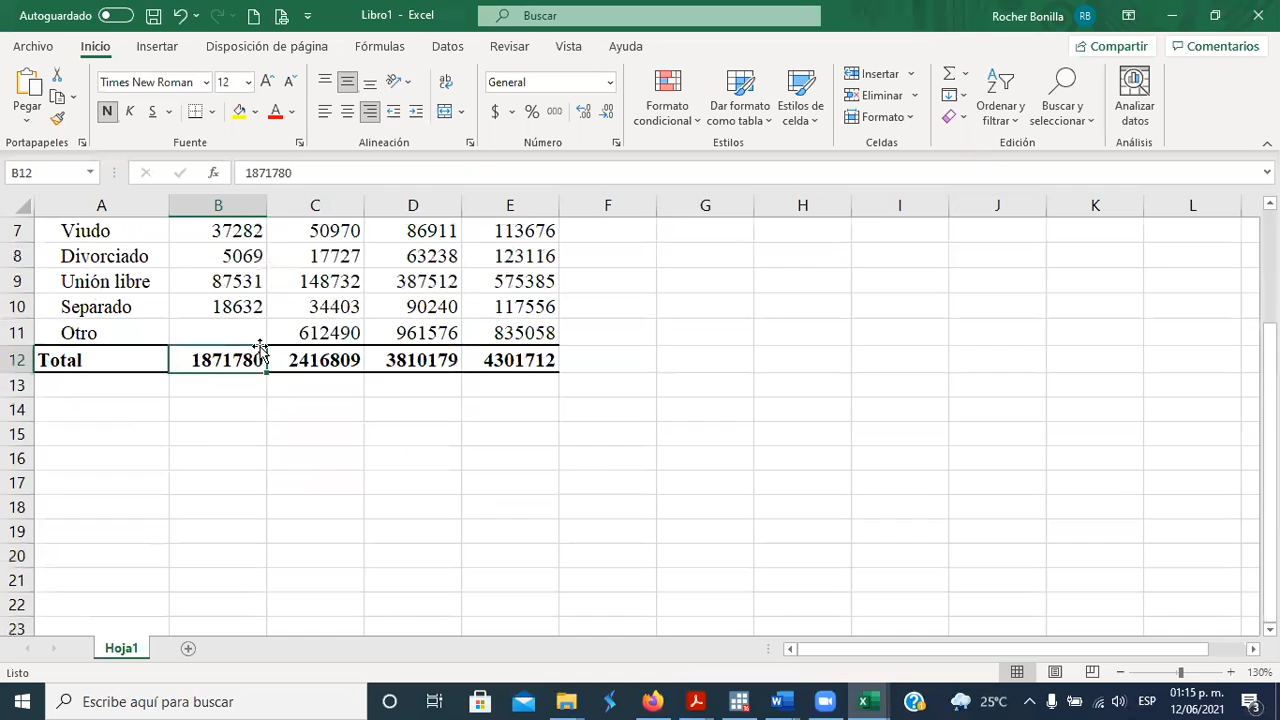 Autoguardado Libro1 - Excel Buscar Rocher Bonilla RB
Archivo Inicio Insertar Disposición de página Fórmulas Datos Revisar Vista Ayuda Compartir Comentarios
Pegar Times New Roman 12 General Formato condicional Dar formato como tabla Estilos de celda Insertar Eliminar Formato Ordenar y filtrar Buscar y seleccionar Analizar datos
N K S $ % 000
Portapapeles Fuente Alineación Número Estilos Celdas Edición Análisis
B12 fx 1871780
A B C D E F G H I J K L
7 Viudo 37282 50970 86911 113676
8 Divorciado 5069 17727 63238 123116
9 Unión libre 87531 148732 387512 575385
10 Separado 18632 34403 90240 117556
11 Otro 612490 961576 835058
12 Total 1871780 2416809 3810179 4301712
13
14
15
16
17
18
19
20
21
22
23
Hoja1
Listo 130%
Escribe aquí para buscar 25°C ESP 01:15 p. m.
12/06/2021 3